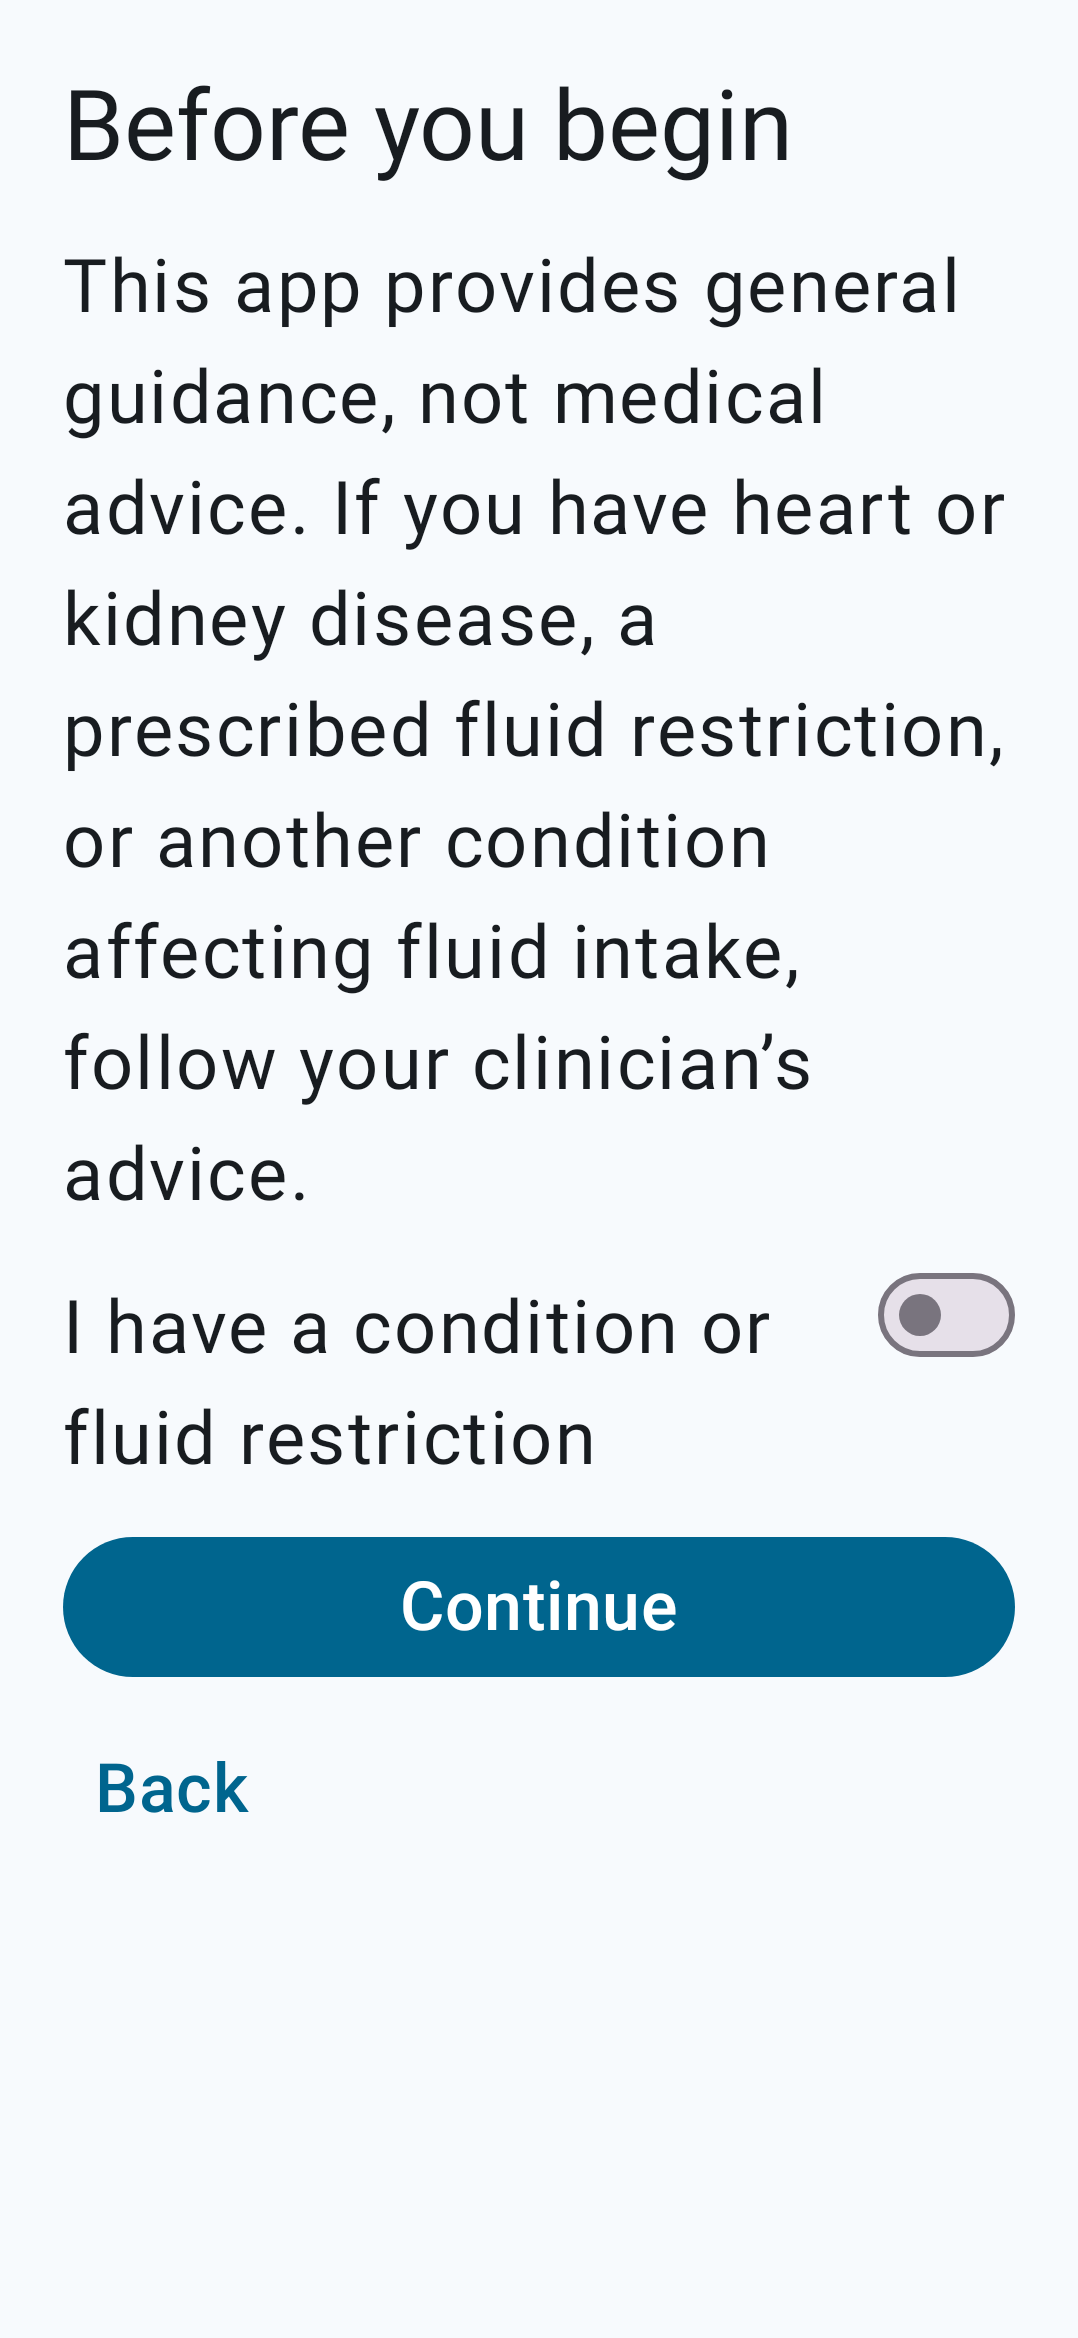 Before you begin
This app provides general
guidance, not medical
advice. If you have heart or
kidney disease, a
prescribed fluid restriction,
or another condition
affecting fluid intake,
follow your clinician’s
advice.
I have a condition or
fluid restriction
Continue
Back